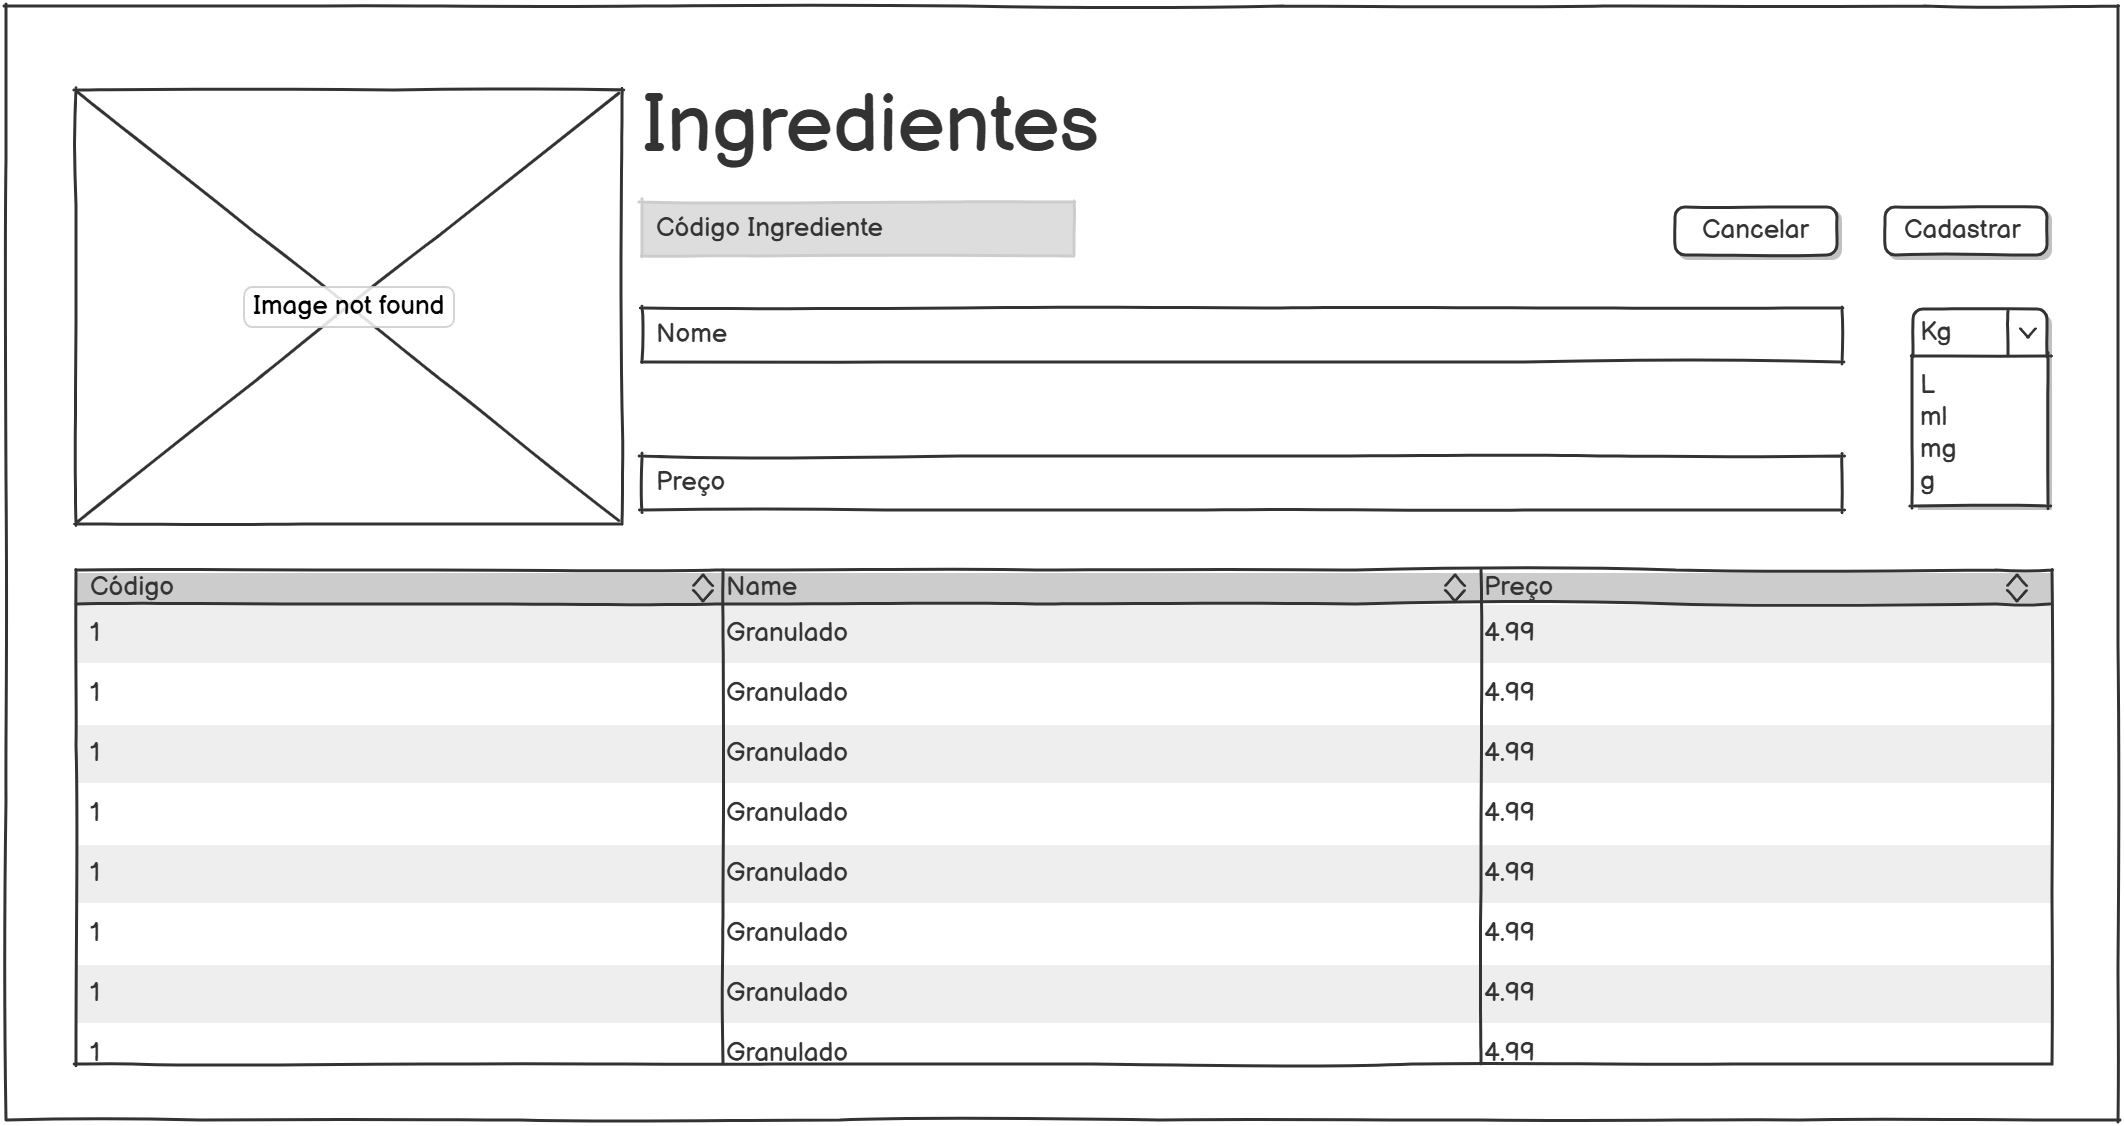 Ingredientes
Código Ingrediente
Cancelar
Cadastrar
Image not found
Nome
Kg
L
ml
mg
g
Preço
Código Name Preço
1 Granulado 4.99
1 Granulado 4.99
1 Granulado 4.99
1 Granulado 4.99
1 Granulado 4.99
1 Granulado 4.99
1 Granulado 4.99
1 Granulado 4.99